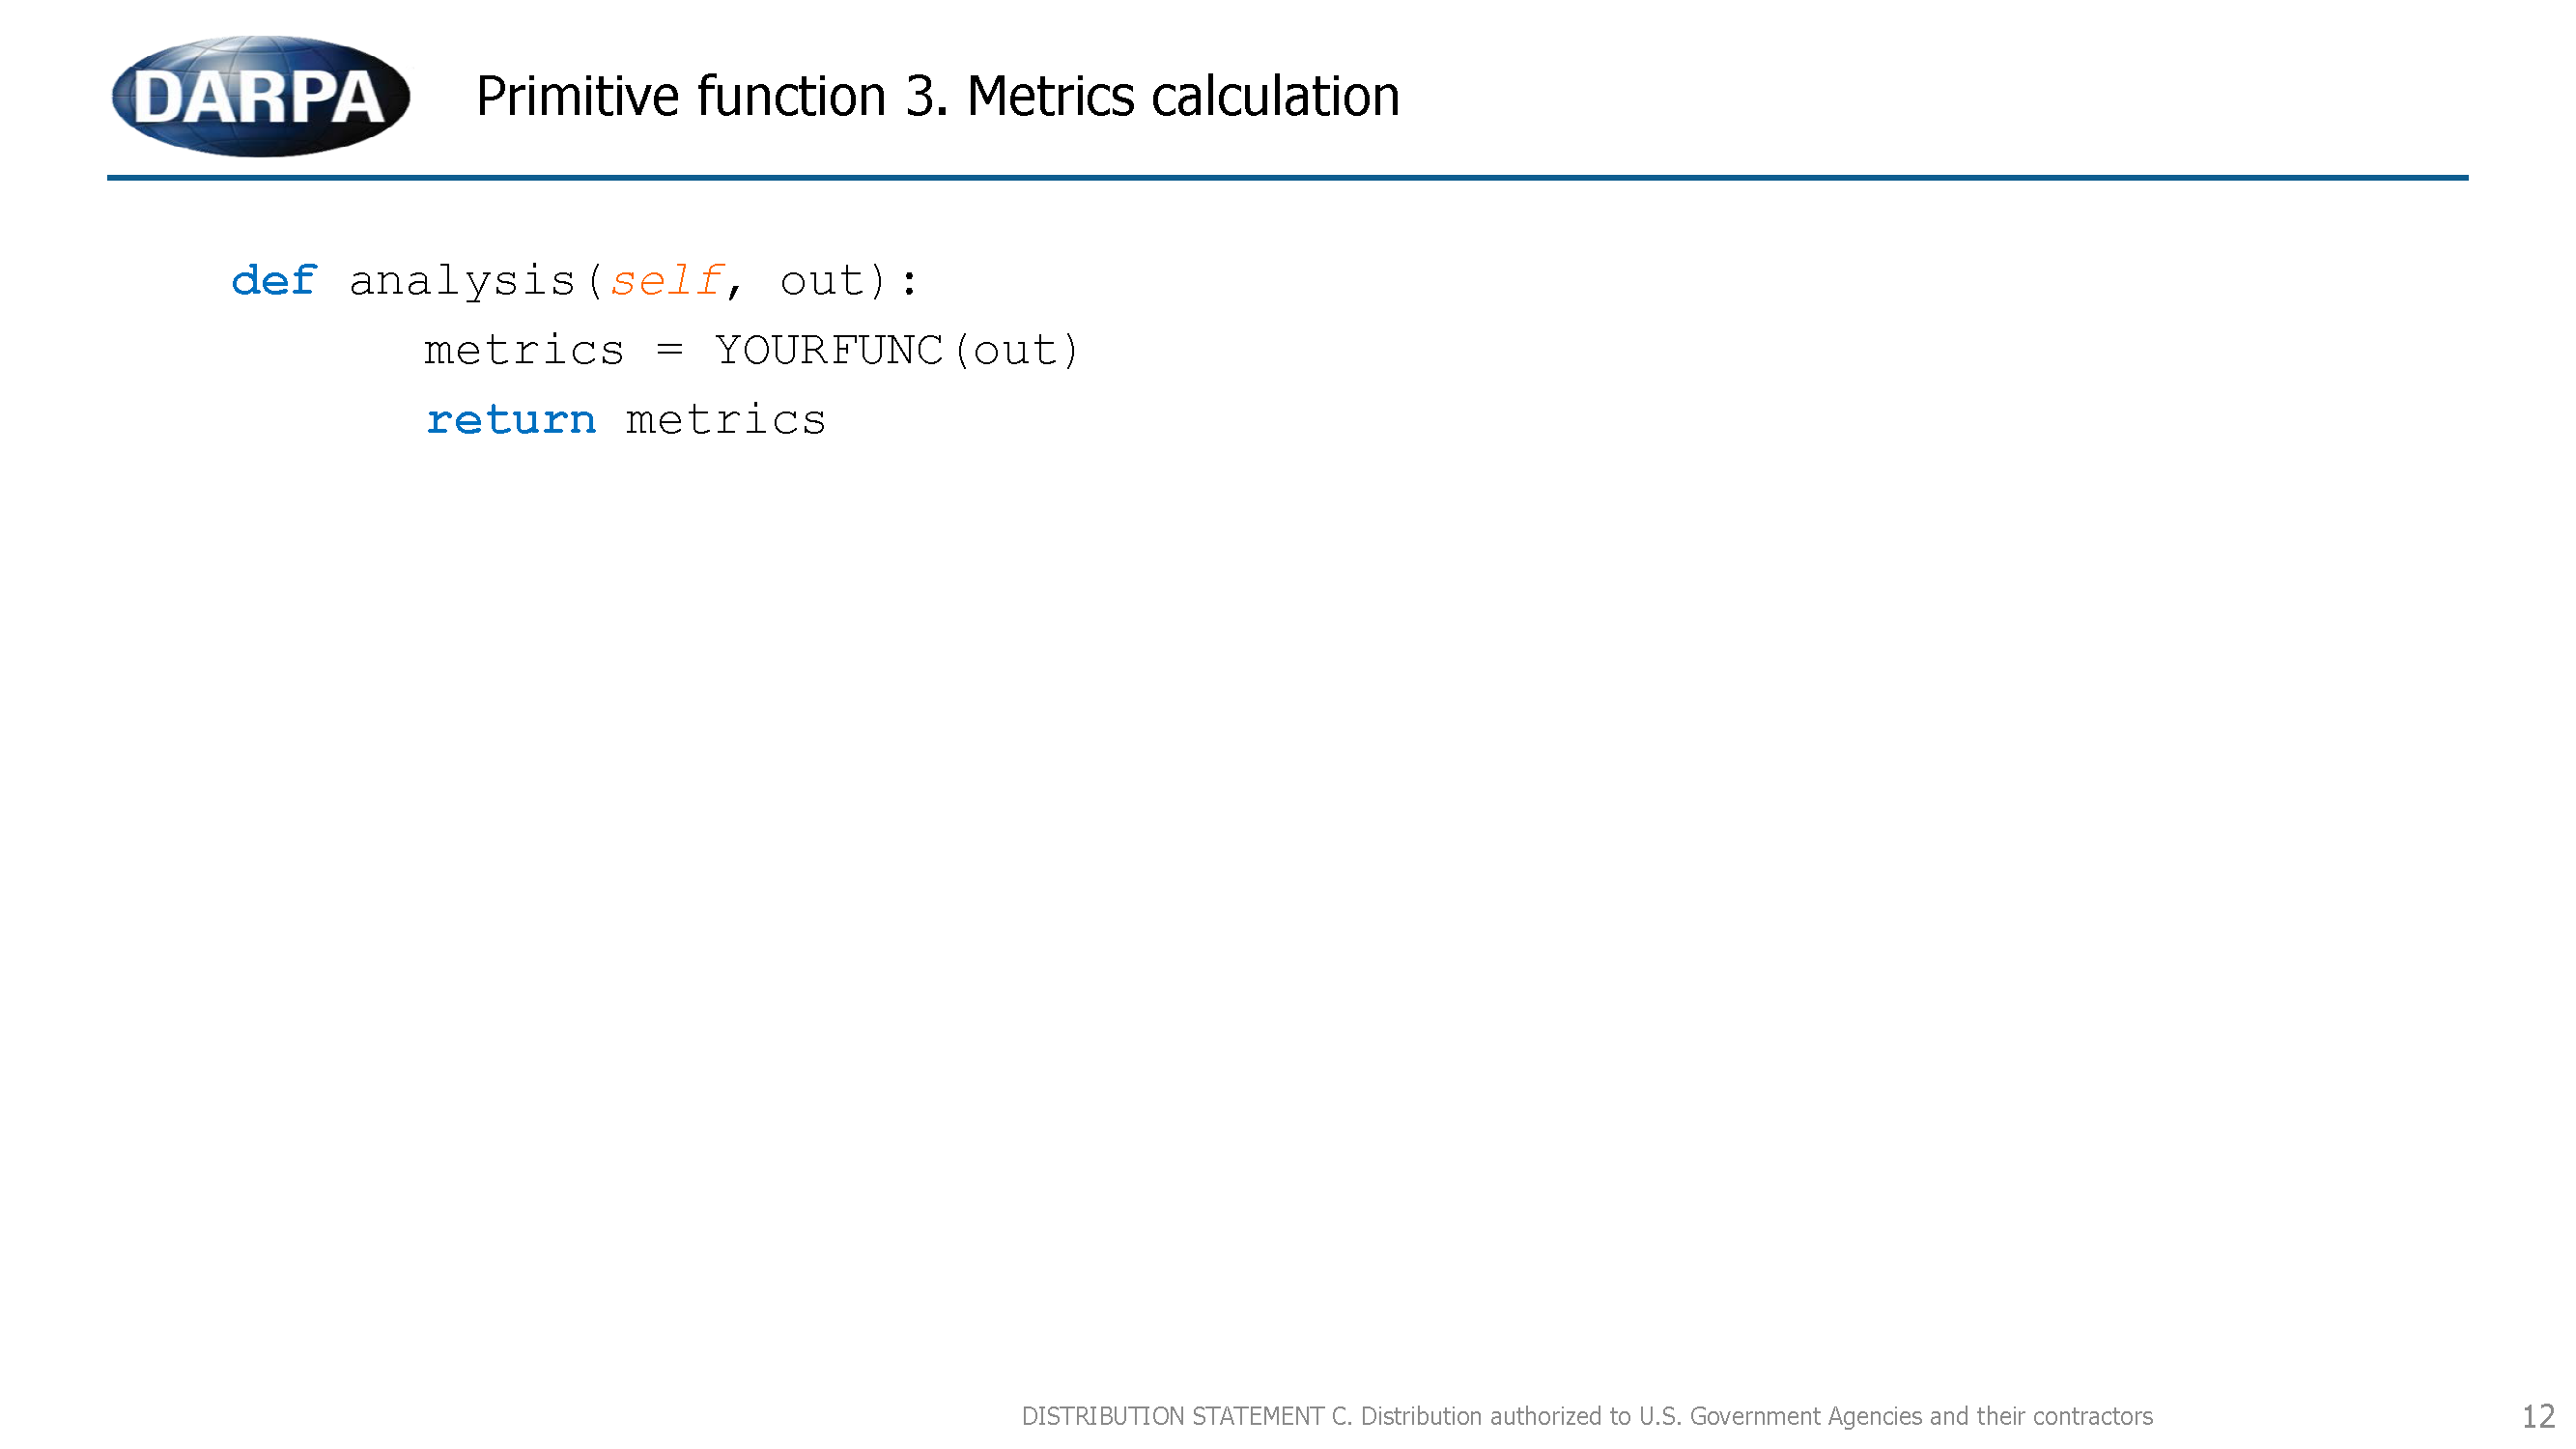 DARPA
Primitive function 3. Metrics calculation
def analysis(self, out):
metrics = YOURFUNC(out)
return metrics
DISTRIBUTION STATEMENT C. Distribution authorized to U.S. Government Agencies and their contractors
12